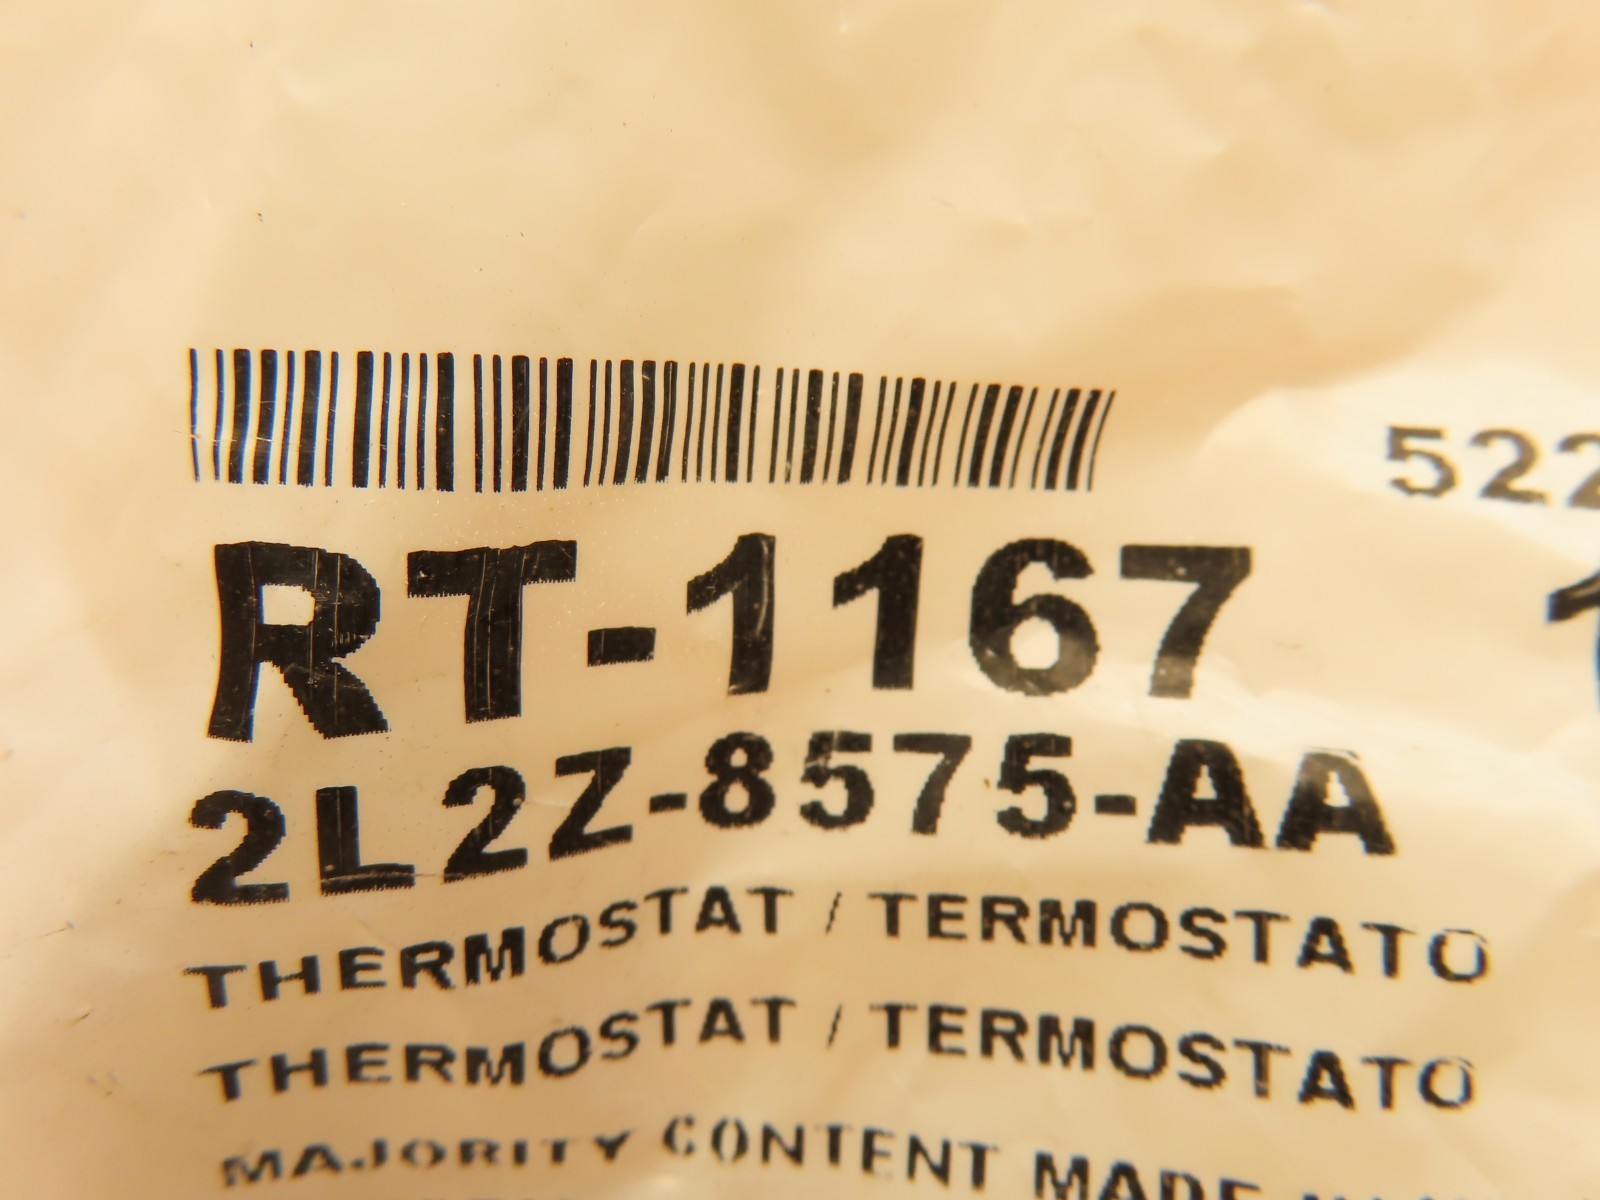 522
RT-1167
2L2Z-8575-AA
THERMOSTAT / TERMOSTATO
THERMOSTAT / TERMOSTATO
MAJORITY CONTENT MADE